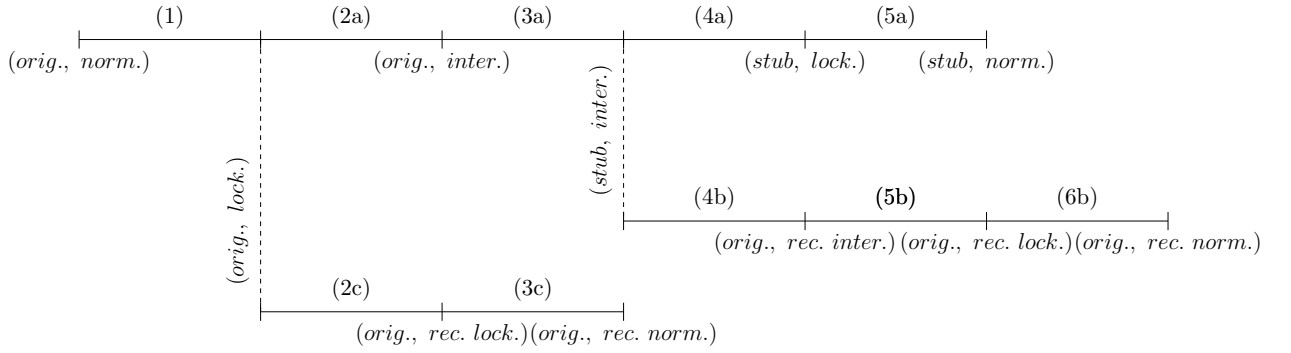 (1) (2a) (3a) (4a) (5a)
(orig., norm.) (orig., inter.) (stub, lock.) (stub, norm.)
(orig., lock.)
(stub, inter.)
(4b) (5b) (6b)
(orig., rec. inter.) (orig., rec. lock.) (orig., rec. norm.)
(2c) (3c)
(orig., rec. lock.) (orig., rec. norm.)